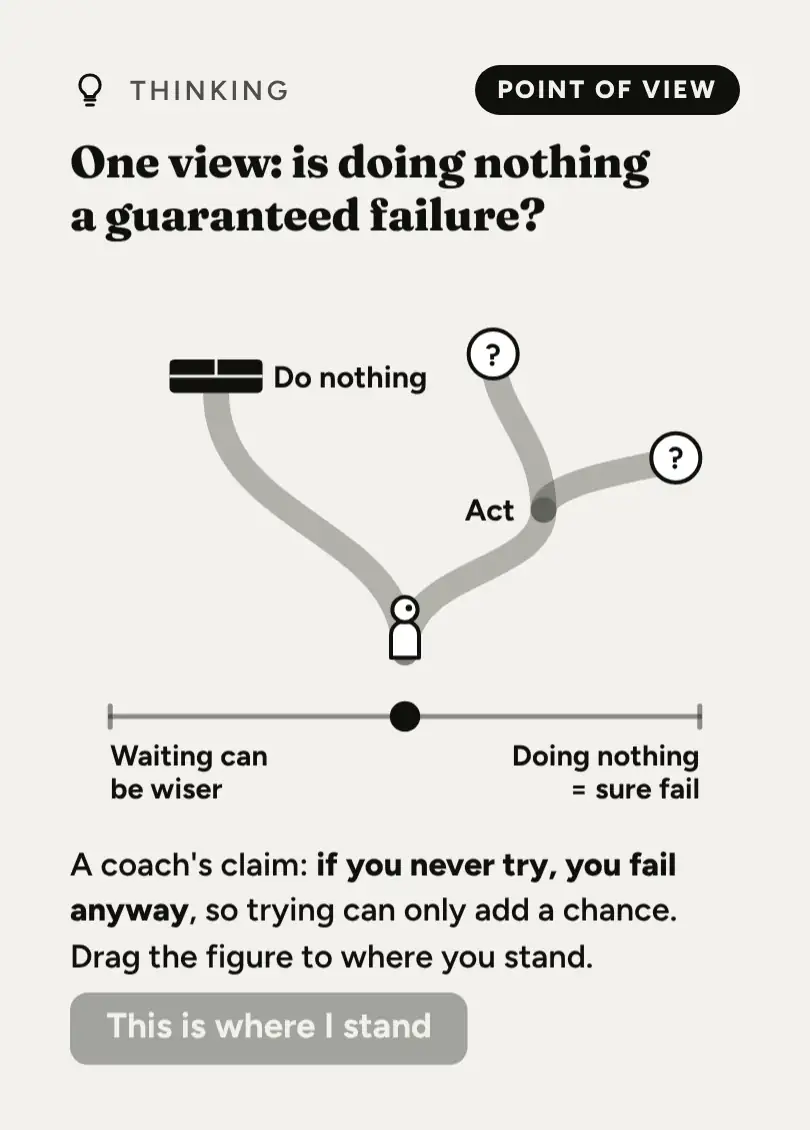 THINKING
POINT OF VIEW
One view: is doing nothing
a guaranteed failure?
?
Do nothing
?
Act
Waiting can
be wiser
Doing nothing
= sure fail
A coach's claim: if you never try, you fail
anyway, so trying can only add a chance.
Drag the figure to where you stand.
This is where I stand